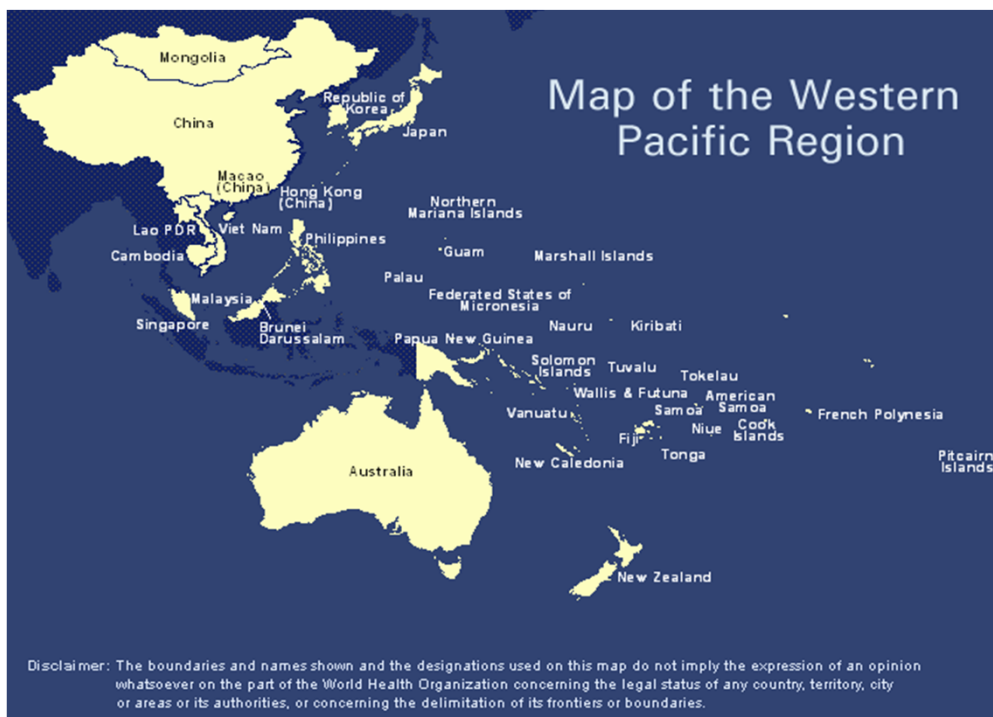 Map of the Western
Pacific Region
Mongolia
China
Republic of
Korea
Japan
Macao
(China)
Hong Kong
(China)
Northern
Mariana Islands
Lao PDR
Viet Nam
Philippines
Guam
Marshall Islands
Cambodia
Palau
Malaysia
Federated States of
Micronesia
Singapore
Brunei
Darussalam
Nauru
Kiribati
Papua New Guinea
Solomon
Islands
Tuvalu
Tokelau
Wallis & Futuna
American
Samoa
Samoa
Vanuatu
French Polynesia
Fiji
Niue
Cook
Islands
Tonga
New Caledonia
Pitcairn
Islands
Australia
New Zealand
Disclaimer: The boundaries and names shown and the designations used on this map do not imply the expression of an opinion
whatsoever on the part of the World Health Organization concerning the legal status of any country, territory, city
or areas or its authorities, or concerning the delimitation of its frontiers or boundaries.